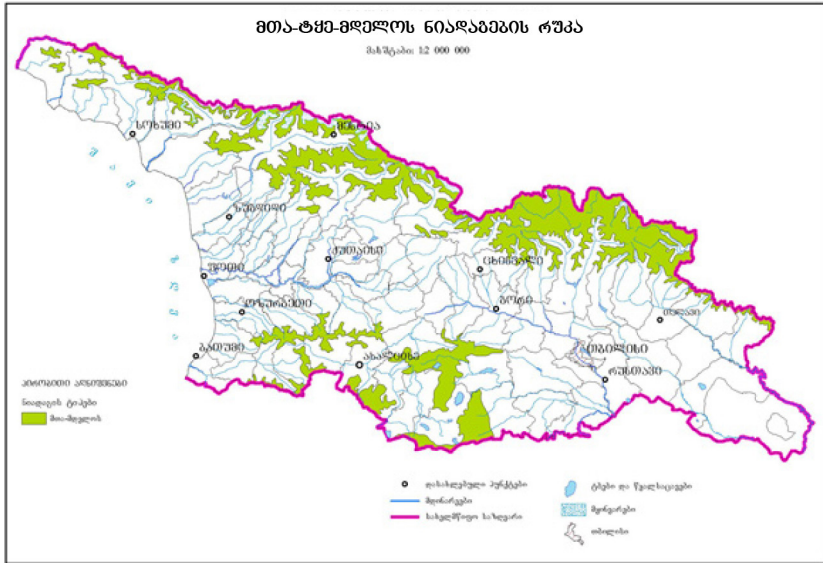 მთა-ტყე-მდელოს ნიადაგების რუკა
მასშტაბი: 1:2 000 000
სოხუმი
მესტია
შავი
ზუგდიდი
ქუთაისი
ცხინვალი
ფოთი
ზღვა
ოზურგეთი
გორი
თელავი
ბათუმი
ახალციხე
თბილისი
რუსთავი
პირობითი აღნიშვნები
ნიადაგის ტიპები
მთა-მდელოს
დასახლებული პუნქტები
მდინარეები
სახელმწიფო საზღვარი
ტბები და წყალსაცავები
მყინვარები
თბილისი